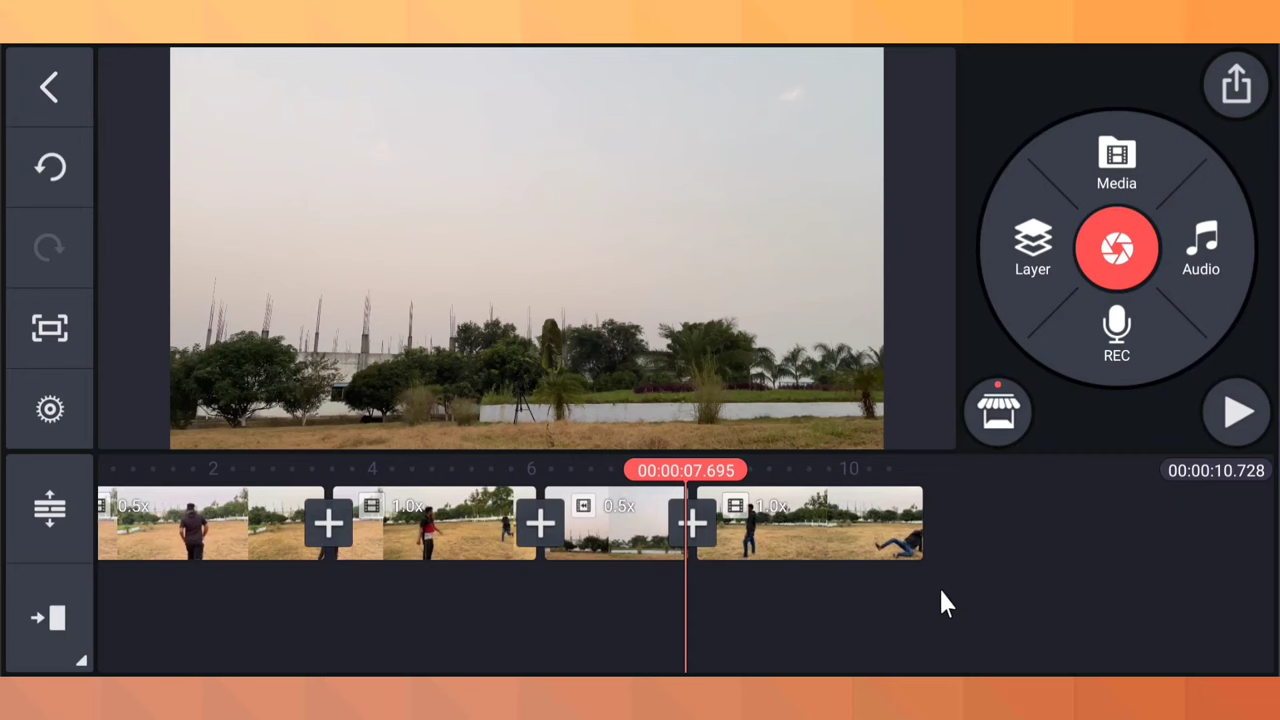 Media
Layer
Audio
REC
2
4
6
00:00:07.695
10
00:00:10.728
0.5x
1.0x
0.5x
1.0x